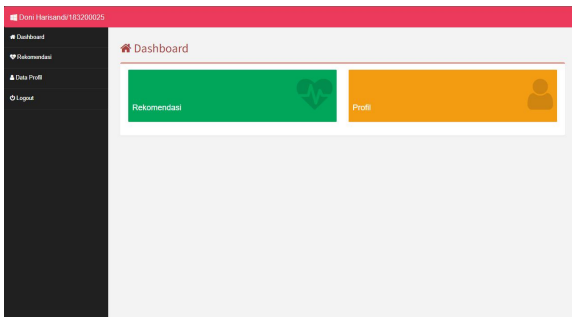 Doni Harisandi/183200025
Dashboard
Rekomendasi
Data Profil
Logout
Dashboard
Rekomendasi
Profil